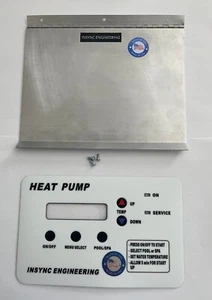 INSYNC ENGINEERING
HEAT PUMP
ON
UP
TEMP
SERVICE
DOWN
ON/OFF MENU SELECT POOL/SPA
INSYNC ENGINEERING
-PRESS ON/OFF TO START
-SELECT POOL or SPA
-SET WATER TEMPERATURE
-ALLOW 5 min FOR START
UP